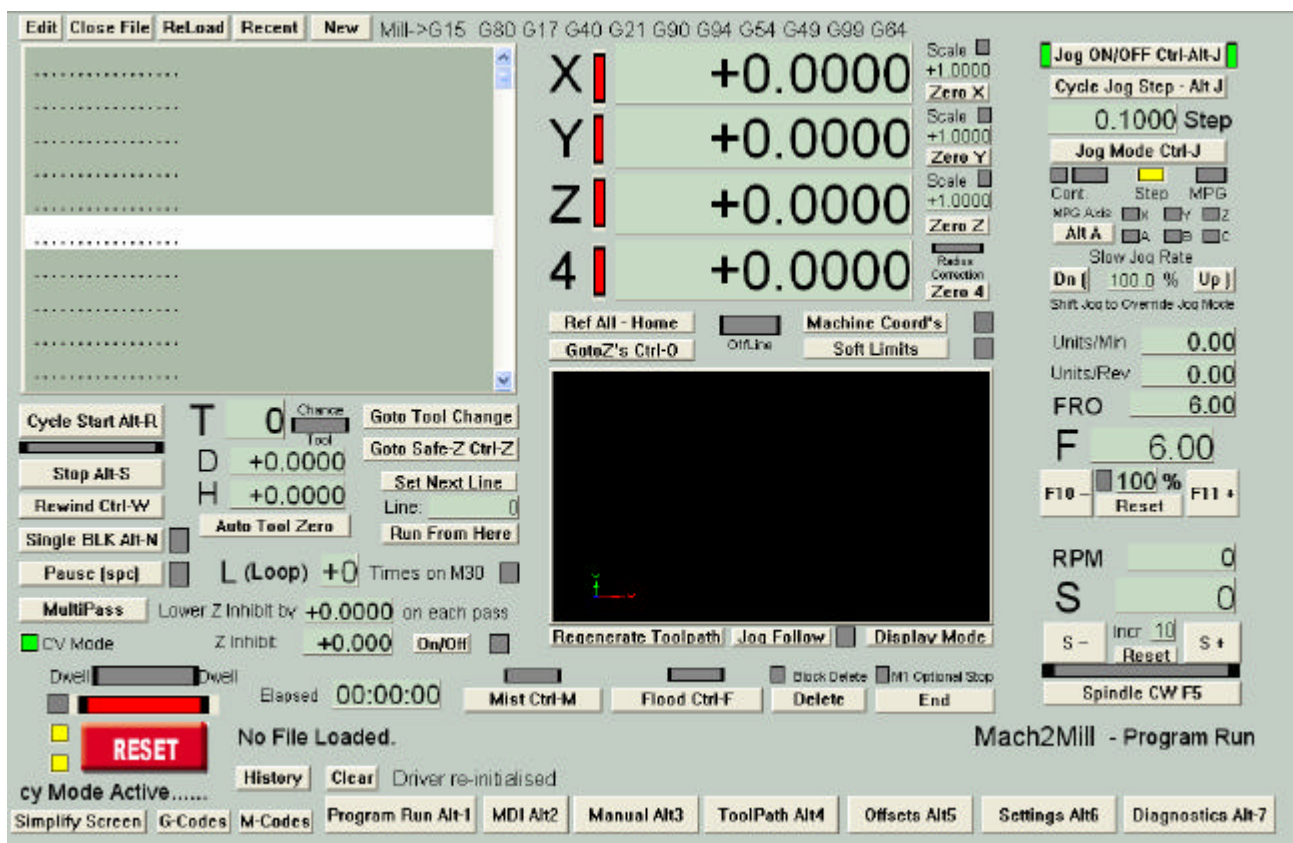 Edit Close File ReLoad Recent New Mill->G15 G80 G17 G40 G21 G90 G94 G54 G49 G99 G64
X +0.0000 Scale +1.0000 Zero X
Y +0.0000 Scale +1.0000 Zero Y
Z +0.0000 Scale +1.0000 Zero Z
4 +0.0000 Radius Correction Zero 4
Ref All - Home OffLine Machine Coord's
GotoZ's Ctrl-O Soft Limits
Jog ON/OFF Ctrl-Alt-J
Cycle Jog Step - Alt J
0.1000 Step
Jog Mode Ctrl-J
Cont. Step MPG
MPG Axis X Y Z
Alt A A B C
Slow Jog Rate
Dn ( 100.0 % Up )
Shift Jog to Override Jog Mode
Units/Min 0.00
Units/Rev 0.00
FRO 6.00
F 6.00
F10 - 100 % F11 +
Reset
RPM 0
S 0
S - Incr 10 S +
Reset
Spindle CW F5
Cycle Start Alt-R
Stop Alt-S
Rewind Ctrl-W
Single BLK Alt-N
Pause (spc)
T 0 Change Tool
D +0.0000
H +0.0000
Auto Tool Zero
Goto Tool Change
Goto Safe-Z Ctrl-Z
Set Next Line
Line: 0
Run From Here
L (Loop) +0 Times on M30
MultiPass Lower Z Inhibit by +0.0000 on each pass
CV Mode Z Inhibit +0.000 On/Off
Regenerate Toolpath Jog Follow Display Mode
Dwell Dwell
Elapsed 00:00:00 Mist Ctrl-M Flood Ctrl-F
Block Delete M1 Optional Stop
Delete End
RESET No File Loaded. Mach2Mill - Program Run
History Clear Driver re-initialised
cy Mode Active......
Simplify Screen G-Codes M-Codes Program Run Alt-1 MDI Alt2 Manual Alt3 ToolPath Alt4 Offsets Alt5 Settings Alt6 Diagnostics Alt-7